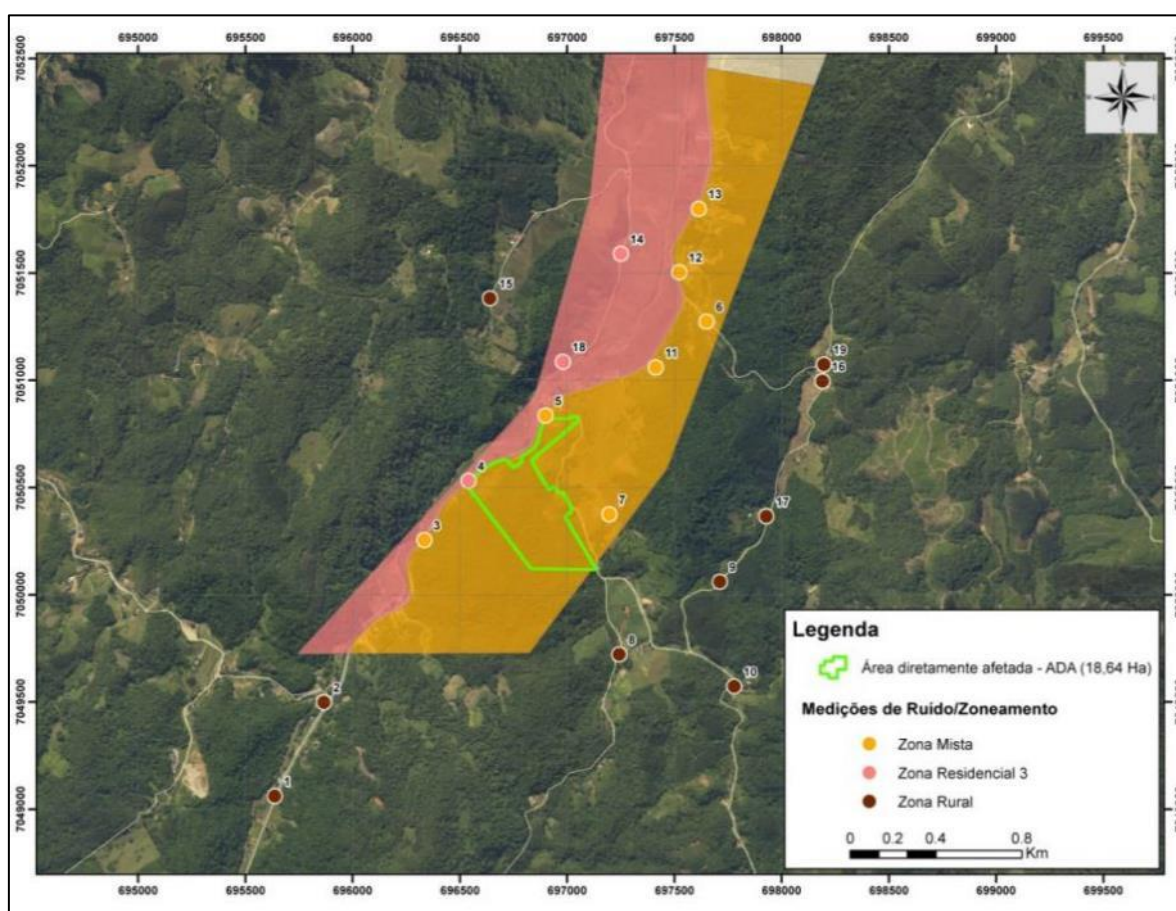 695000 695500 696000 696500 697000 697500 698000 698500 699000 699500
7052500
7052000
13
14
12
15
6
7051500
19
16
11
18
7051000
5
4
7050500
7
17
3
9
7050000
8
10
2
7049500
1
7049000
Legenda
Área diretamente afetada - ADA (18,64 Ha)
Medições de Ruído/Zoneamento
Zona Mista
Zona Residencial 3
Zona Rural
0 0.2 0.4 0.8
Km
695000 695500 696000 696500 697000 697500 698000 698500 699000 699500